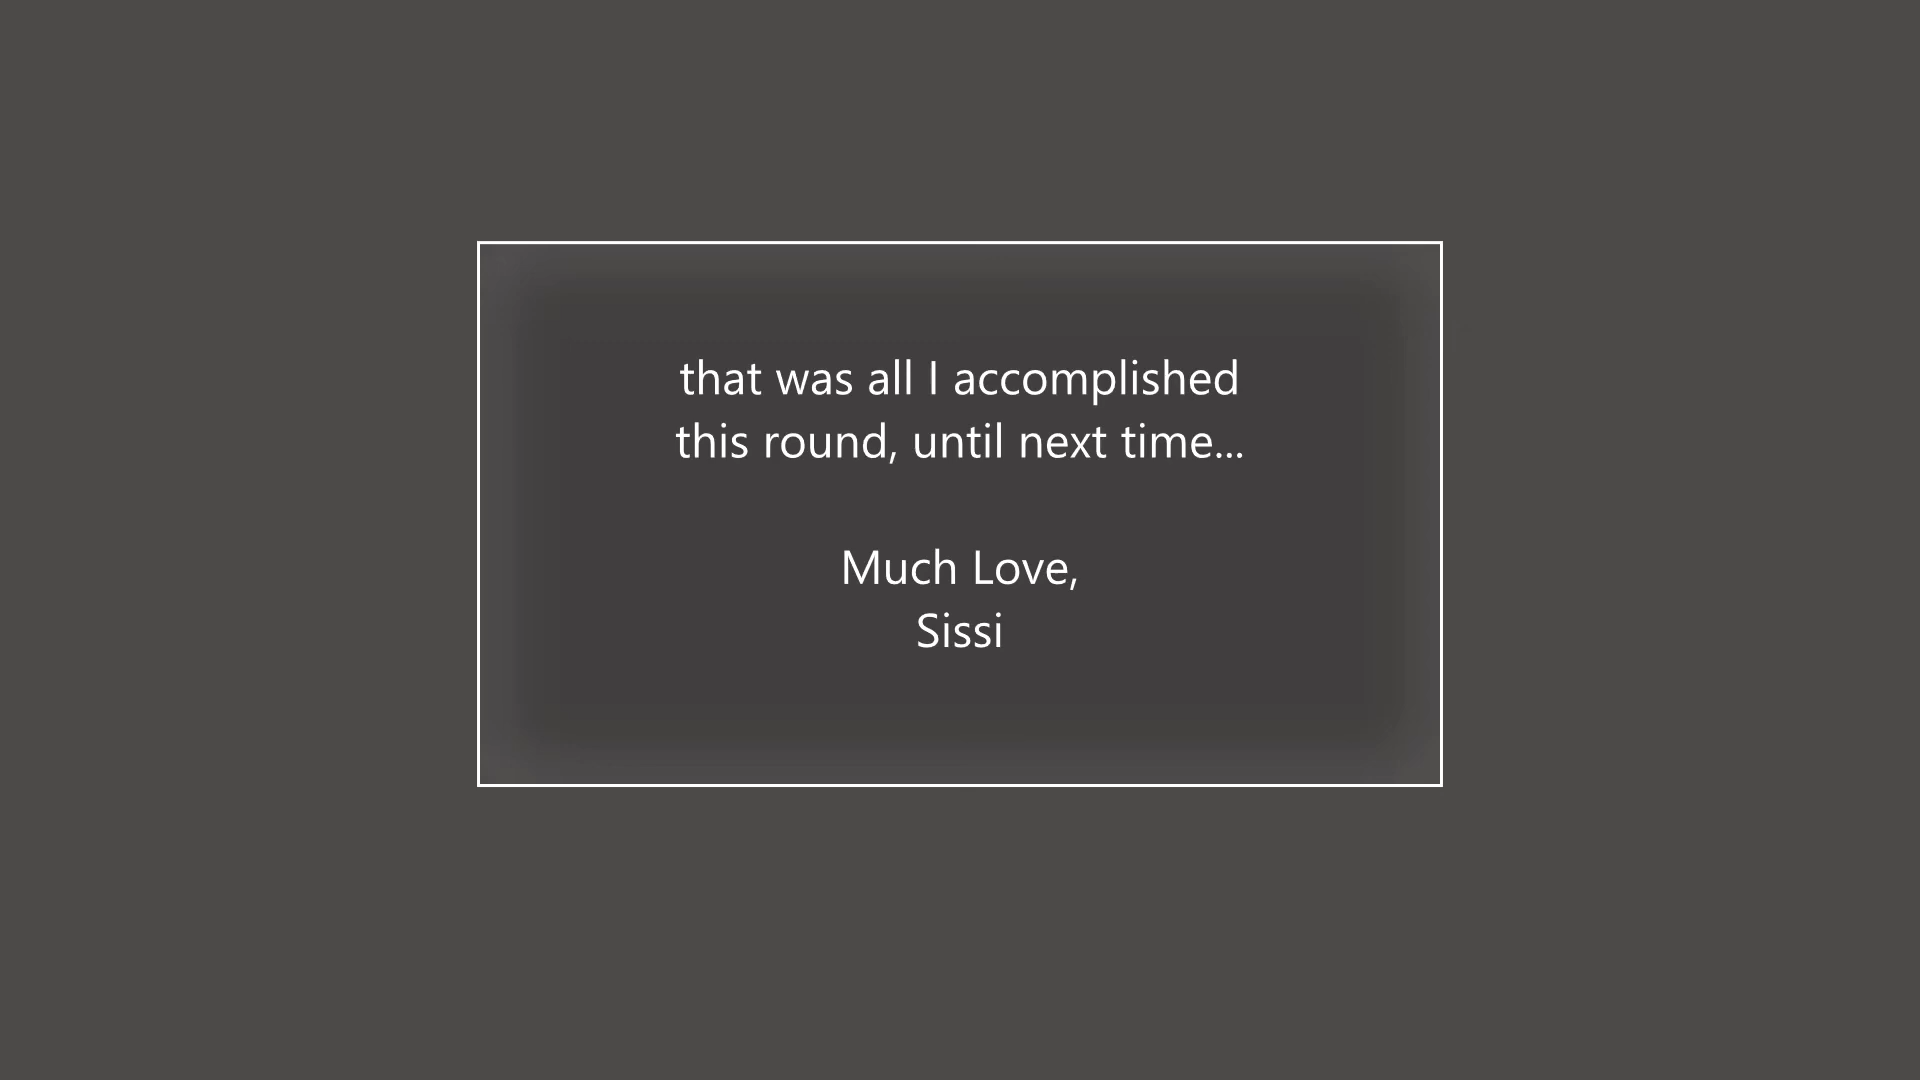 that was all I accomplished
this round, until next time...
Much Love,
Sissi